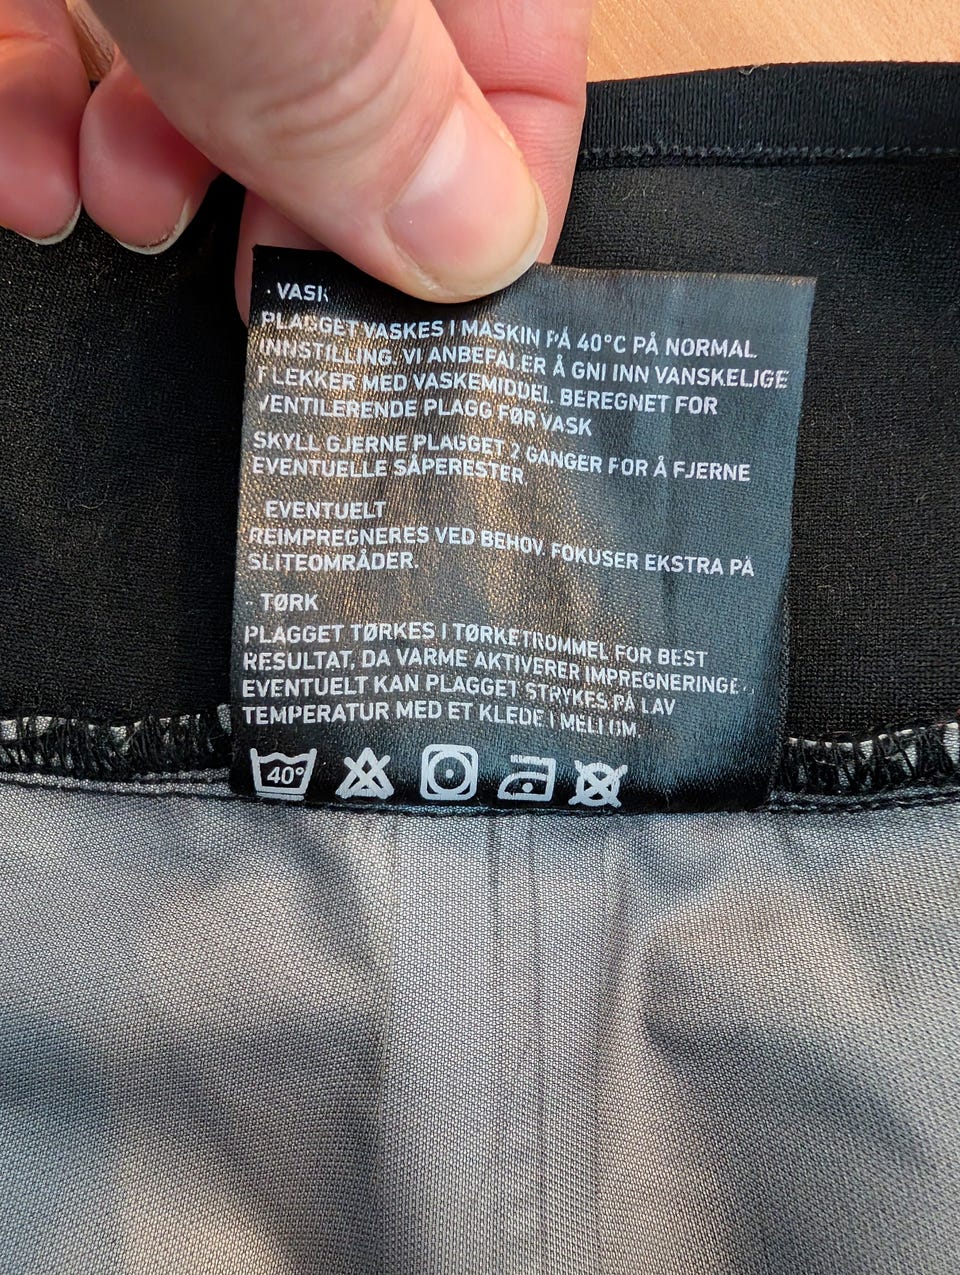 - VASK
PLAGGET VASKES I MASKIN PÅ 40°C PÅ NORMAL
INNSTILLING. VI ANBEFALER Å GNI INN VANSKELIGE
FLEKKER MED VASKEMIDDEL BEREGNET FOR
VENTILERENDE PLAGG FØR VASK
SKYLL GJERNE PLAGGET 2 GANGER FOR Å FJERNE
EVENTUELLE SÅPERESTER
- EVENTUELT
REIMPREGNERES VED BEHOV. FOKUSER EKSTRA PÅ
SLITEOMRÅDER.
- TØRK
PLAGGET TØRKES I TØRKETROMMEL FOR BEST
RESULTAT, DA VARME AKTIVERER IMPREGNERINGEN.
EVENTUELT KAN PLAGGET STRYKES PÅ LAV
TEMPERATUR MED ET KLEDE I MELLOM.
40°